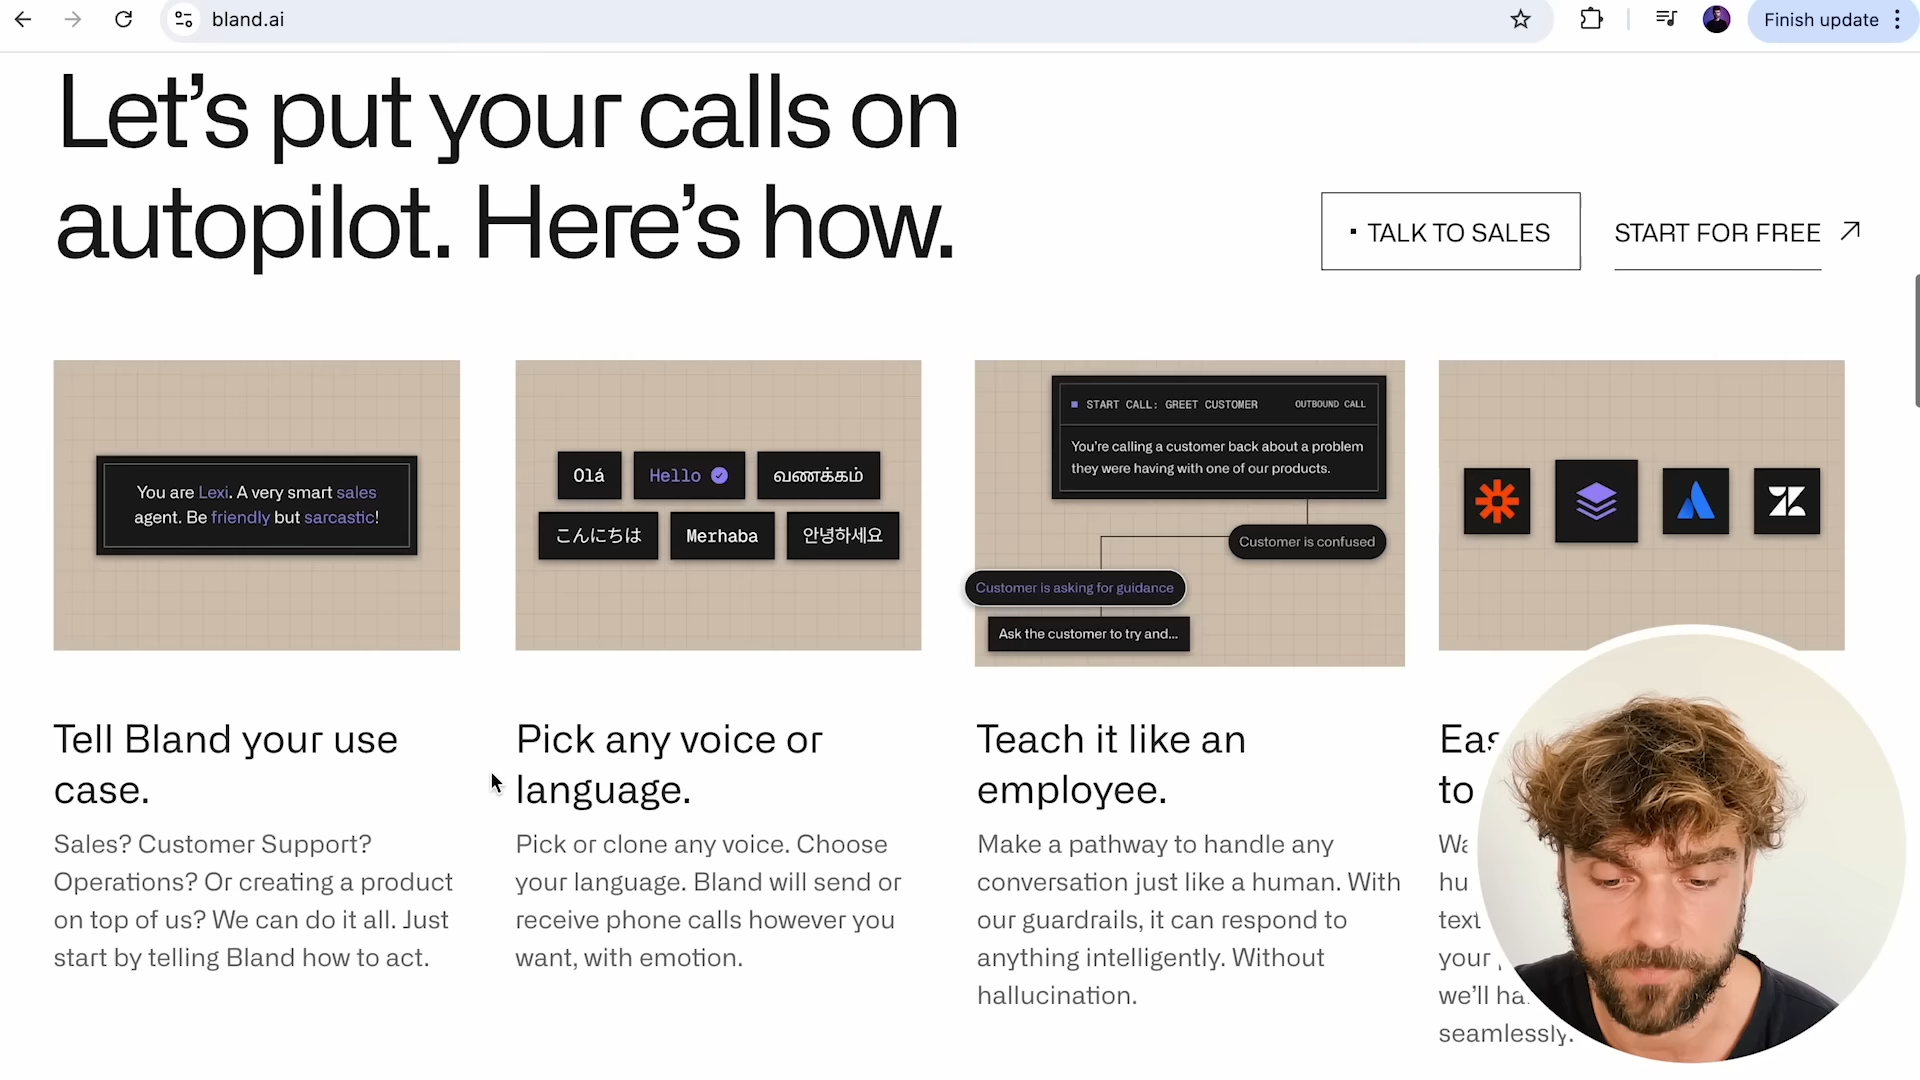 bland.ai
Finish update
Let's put your calls on
autopilot. Here's how.
TALK TO SALES
START FOR FREE
You are Lexi. A very smart sales
agent. Be friendly but sarcastic!
Olá
Hello
வணக்கம்
こんにちは
Merhaba
안녕하세요
START CALL: GREET CUSTOMER
OUTBOUND CALL
You're calling a customer back about a problem
they were having with one of our products.
Customer is confused
Customer is asking for guidance
Ask the customer to try and...
Tell Bland your use
case.
Sales? Customer Support?
Operations? Or creating a product
on top of us? We can do it all. Just
start by telling Bland how to act.
Pick any voice or
language.
Pick or clone any voice. Choose
your language. Bland will send or
receive phone calls however you
want, with emotion.
Teach it like an
employee.
Make a pathway to handle any
conversation just like a human. With
our guardrails, it can respond to
anything intelligently. Without
hallucination.
to
text
your
we'll
seamlessly.